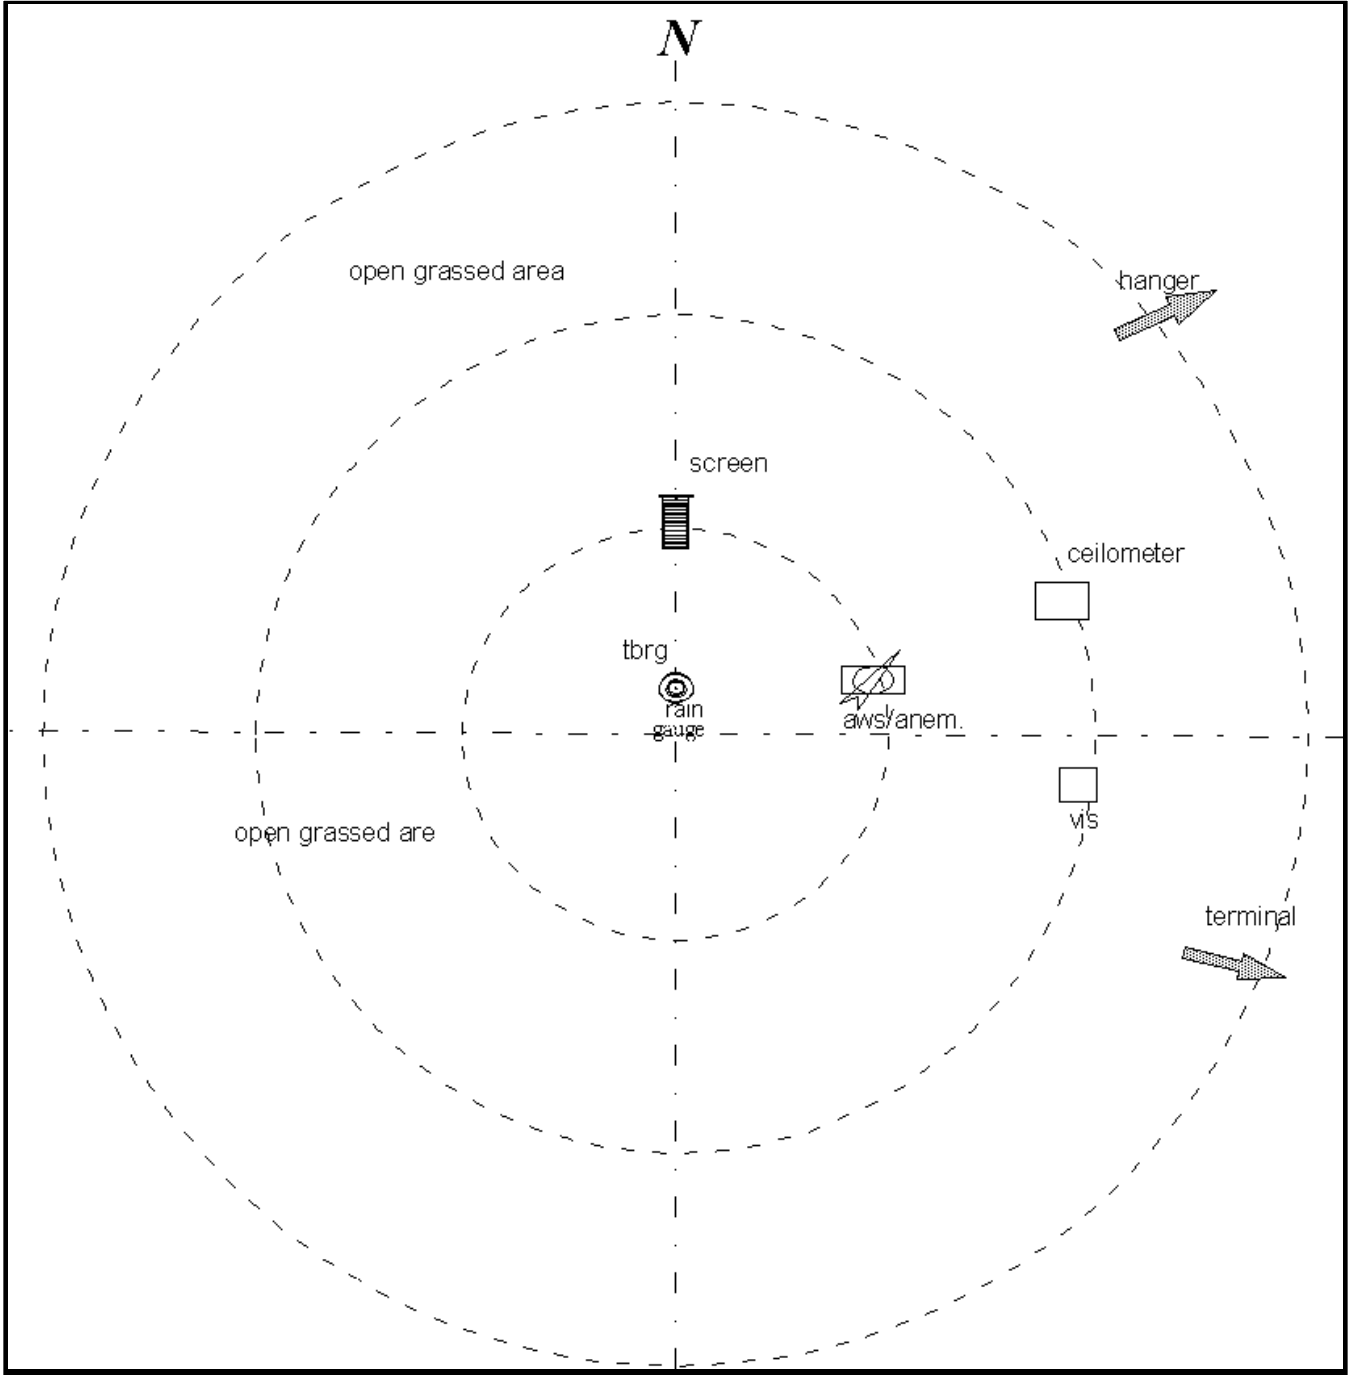 N
open grassed area
hanger
screen
ceilometer
tbrg
rain
gauge
aws/anem.
vis
open grassed are
terminal